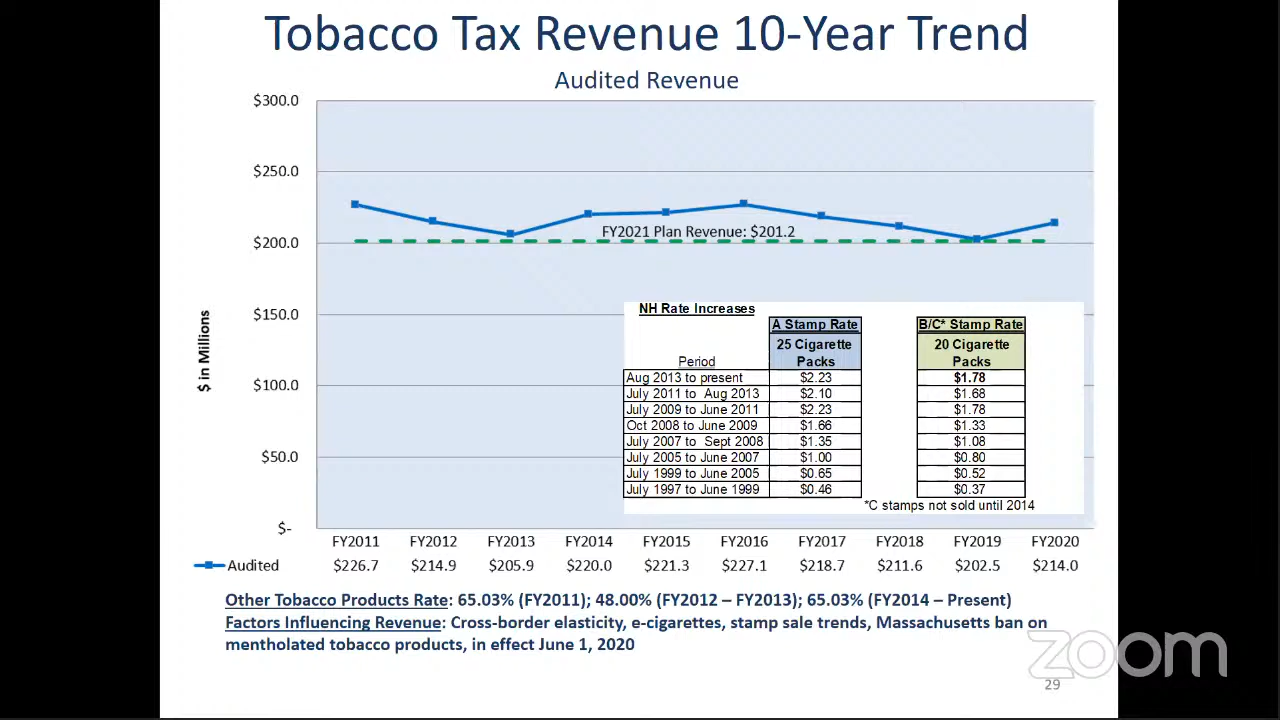 Tobacco Tax Revenue 10-Year Trend
Audited Revenue
$300.0
$250.0
$200.0
$150.0
$100.0
$50.0
$-
$ in Millions
FY2021 Plan Revenue: $201.2
NH Rate Increases
A Stamp Rate B/C* Stamp Rate
25 Cigarette 20 Cigarette
Period Packs Packs
Aug 2013 to present $2.23 $1.78
July 2011 to Aug 2013 $2.10 $1.68
July 2009 to June 2011 $2.23 $1.78
Oct 2008 to June 2009 $1.66 $1.33
July 2007 to Sept 2008 $1.35 $1.08
July 2005 to June 2007 $1.00 $0.80
July 1999 to June 2005 $0.65 $0.52
July 1997 to June 1999 $0.46 $0.37
*C stamps not sold until 2014
FY2011 FY2012 FY2013 FY2014 FY2015 FY2016 FY2017 FY2018 FY2019 FY2020
Audited $226.7 $214.9 $205.9 $220.0 $221.3 $227.1 $218.7 $211.6 $202.5 $214.0
Other Tobacco Products Rate: 65.03% (FY2011); 48.00% (FY2012 – FY2013); 65.03% (FY2014 – Present)
Factors Influencing Revenue: Cross-border elasticity, e-cigarettes, stamp sale trends, Massachusetts ban on
mentholated tobacco products, in effect June 1, 2020
zoom
29